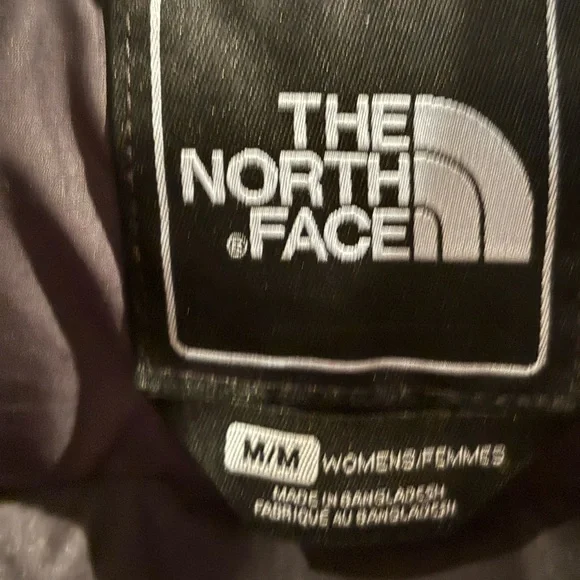 THE
NORTH
®FACE
M/M WOMENS/FEMMES
MADE IN BANGLADESH
FABRIQUÉ AU BANGLADESH